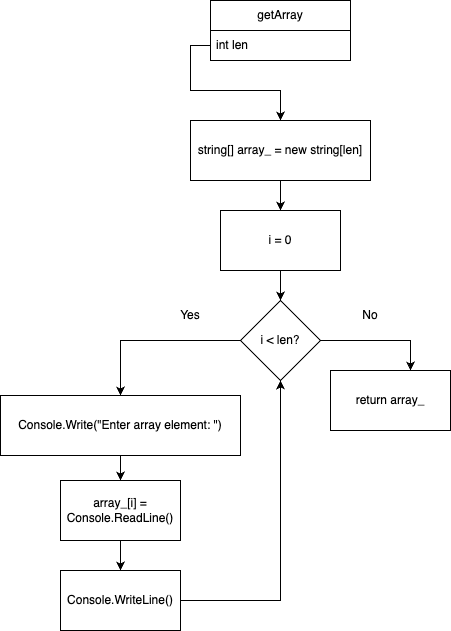 getArray
int len
string[] array_ = new string[len]
i = 0
Yes
No
i < len?
return array_
Console.Write("Enter array element: ")
array_[i] =
Console.ReadLine()
Console.WriteLine()